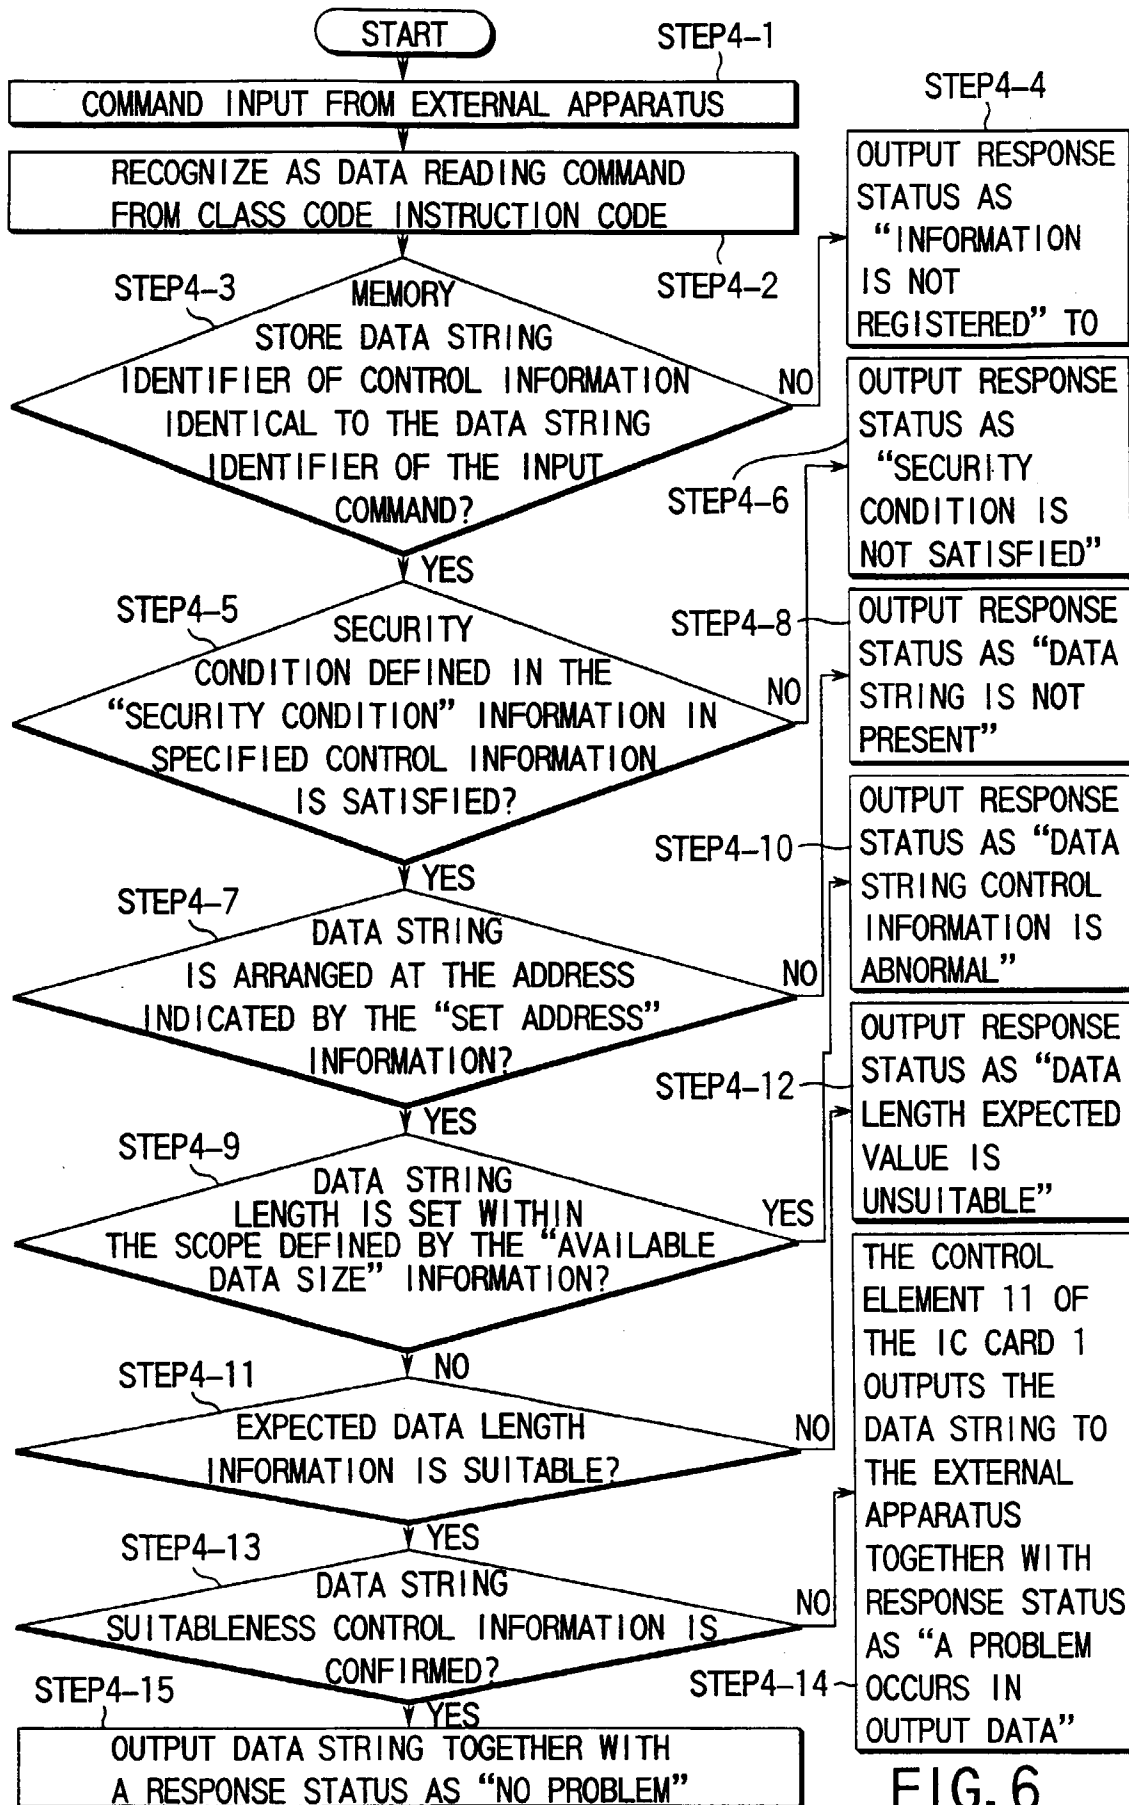 START
STEP4-1
COMMAND INPUT FROM EXTERNAL APPARATUS
RECOGNIZE AS DATA READING COMMAND
FROM CLASS CODE INSTRUCTION CODE
STEP4-2
STEP4-3
MEMORY
STORE DATA STRING
IDENTIFIER OF CONTROL INFORMATION
IDENTICAL TO THE DATA STRING
IDENTIFIER OF THE INPUT
COMMAND?
NO
YES
STEP4-4
OUTPUT RESPONSE
STATUS AS
“INFORMATION
IS NOT
REGISTERED” TO
STEP4-5
SECURITY
CONDITION DEFINED IN THE
“SECURITY CONDITION” INFORMATION IN
SPECIFIED CONTROL INFORMATION
IS SATISFIED?
NO
YES
STEP4-6
OUTPUT RESPONSE
STATUS AS
“SECURITY
CONDITION IS
NOT SATISFIED”
STEP4-7
DATA STRING
IS ARRANGED AT THE ADDRESS
INDICATED BY THE “SET ADDRESS”
INFORMATION?
NO
YES
STEP4-8
OUTPUT RESPONSE
STATUS AS “DATA
STRING IS NOT
PRESENT”
STEP4-9
DATA STRING
LENGTH IS SET WITHIN
THE SCOPE DEFINED BY THE “AVAILABLE
DATA SIZE” INFORMATION?
YES
NO
STEP4-10
OUTPUT RESPONSE
STATUS AS “DATA
STRING CONTROL
INFORMATION IS
ABNORMAL”
STEP4-11
EXPECTED DATA LENGTH
INFORMATION IS SUITABLE?
NO
YES
STEP4-12
OUTPUT RESPONSE
STATUS AS “DATA
LENGTH EXPECTED
VALUE IS
UNSUITABLE”
STEP4-13
DATA STRING
SUITABLENESS CONTROL INFORMATION IS
CONFIRMED?
NO
YES
STEP4-14
THE CONTROL
ELEMENT 11 OF
THE IC CARD 1
OUTPUTS THE
DATA STRING TO
THE EXTERNAL
APPARATUS
TOGETHER WITH
RESPONSE STATUS
AS “A PROBLEM
OCCURS IN
OUTPUT DATA”
STEP4-15
OUTPUT DATA STRING TOGETHER WITH
A RESPONSE STATUS AS “NO PROBLEM”
FIG. 6